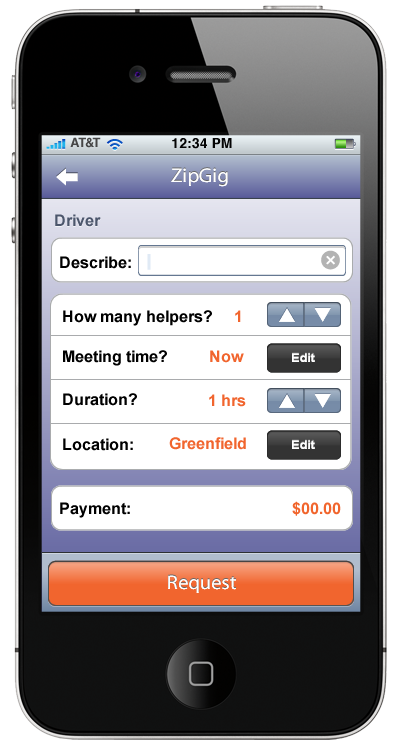 AT&T 12:34 PM
ZipGig
Driver
Describe:
How many helpers? 1
Meeting time? Now Edit
Duration? 1 hrs
Location: Greenfield Edit
Payment: $00.00
Request